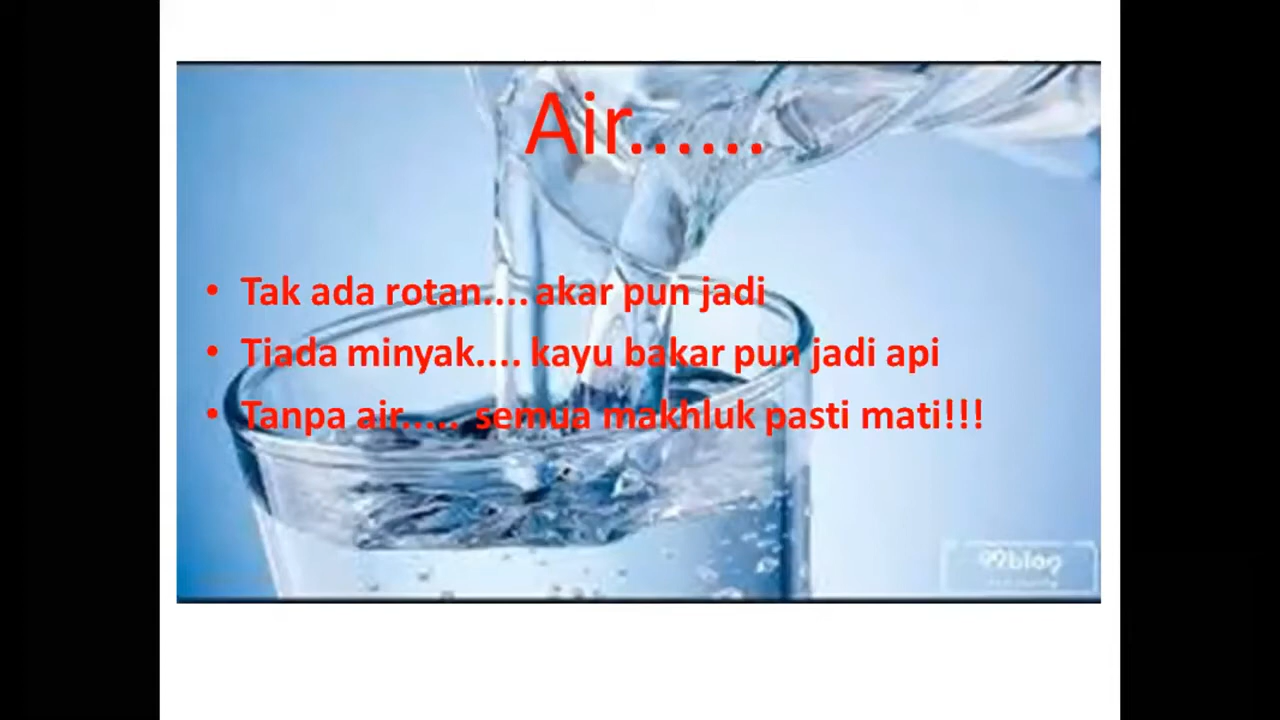 Air......
• Tak ada rotan.... akar pun jadi
• Tiada minyak.... kayu bakar pun jadi api
• Tanpa air..... semua makhluk pasti mati!!!
99blog